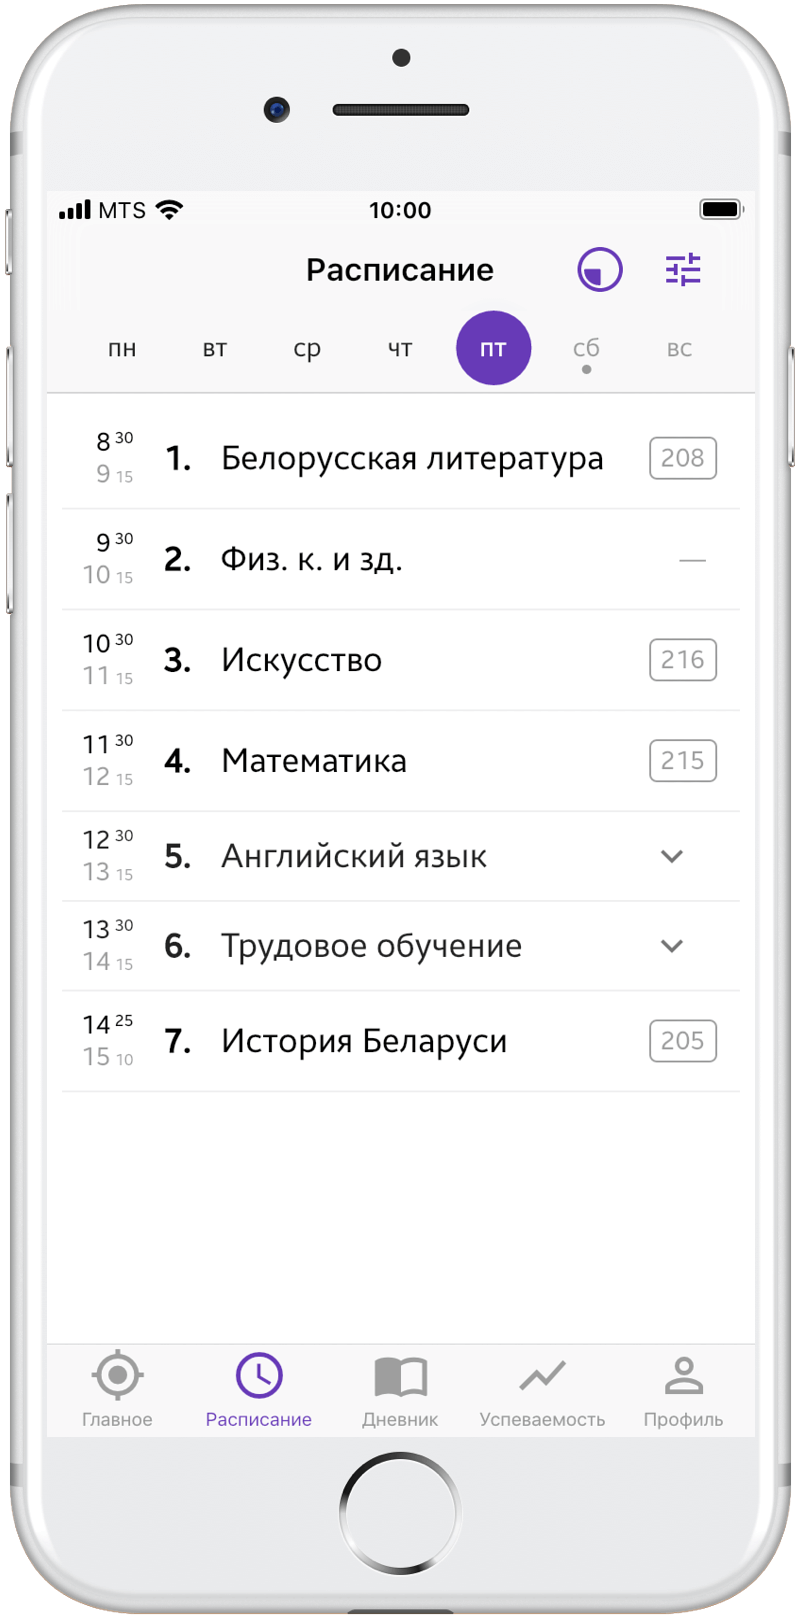 MTS 10:00
Расписание
пн вт ср чт пт сб вс
8 30
9 15
1. Белорусская литература 208
9 30
10 15
2. Физ. к. и зд. —
10 30
11 15
3. Искусство 216
11 30
12 15
4. Математика 215
12 30
13 15
5. Английский язык
13 30
14 15
6. Трудовое обучение
14 25
15 10
7. История Беларуси 205
Главное Расписание Дневник Успеваемость Профиль